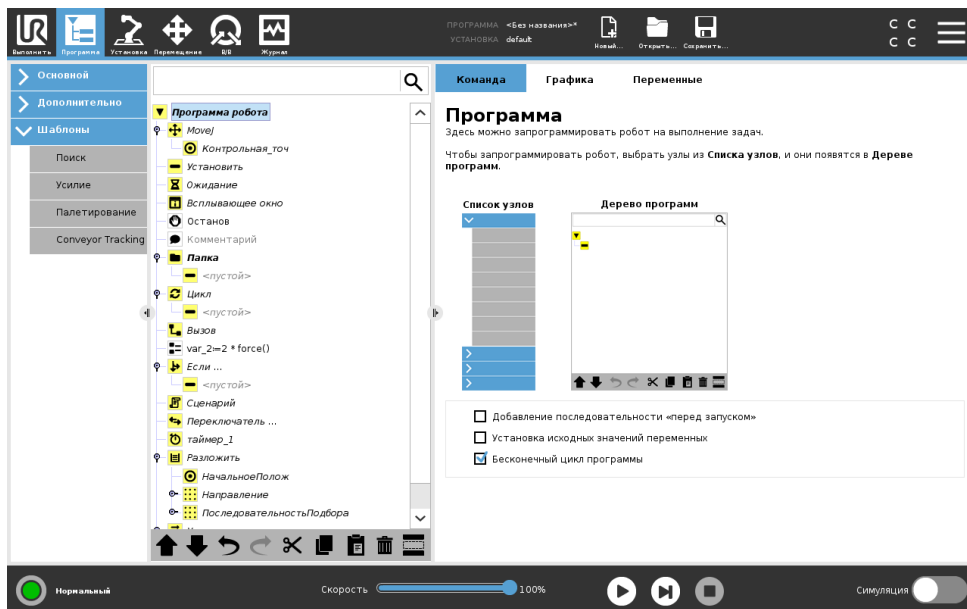 ПРОГРАММА <Без названия>*
УСТАНОВКА default
Выполнить
Программа
Установка
Перемещение
В/В
Журнал
Новый...
Открыть...
Сохранить...
C C
C C
Основной
Дополнительно
Шаблоны
Поиск
Усилие
Палетирование
Conveyor Tracking
Программа робота
MoveJ
Контрольная_точ
Установить
Ожидание
Всплывающее окно
Останов
Комментарий
Папка
<пустой>
Цикл
<пустой>
Вызов
var_2≔2 * force()
Если ...
<пустой>
Сценарий
Переключатель ...
таймер_1
Разложить
НачальноеПолож
Направление
ПоследовательностьПодбора
Команда
Графика
Переменные
Программа
Здесь можно запрограммировать робот на выполнение задач.
Чтобы запрограммировать робот, выбрать узлы из Списка узлов, и они появятся в Дереве
программ.
Список узлов
Дерево программ
Добавление последовательности «перед запуском»
Установка исходных значений переменных
Бесконечный цикл программы
Нормальный
Скорость
100%
Симуляция